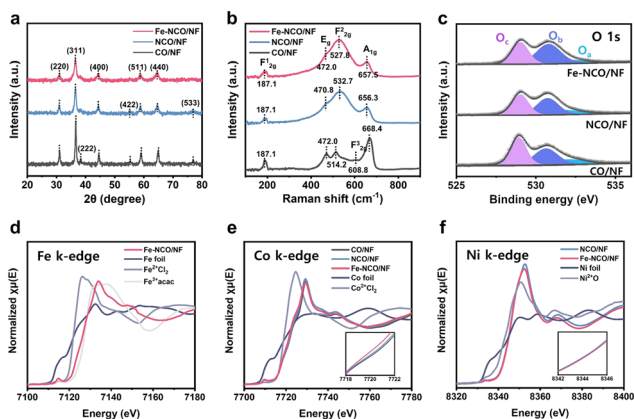 a
Fe-NCO/NF
NCO/NF
CO/NF
(311)
(220)
(400)
(511)
(440)
(422)
(533)
(222)
Intensity (a.u.)
20 30 40 50 60 70 80
2θ (degree)
b
Fe-NCO/NF
NCO/NF
CO/NF
F¹2g
Eg
F²2g
A1g
187.1
472.0
527.8
657.5
187.1
470.8
532.7
656.3
187.1
472.0
514.2
F³2g
608.8
668.4
Intensity (a.u.)
200 400 600 800
Raman shift (cm⁻¹)
c
O 1s
Oc
Ob
Oa
Fe-NCO/NF
NCO/NF
CO/NF
Intensity (a.u.)
525 530 535
Binding energy (eV)
d
Fe k-edge
Fe-NCO/NF
Fe foil
Fe²⁺Cl2
Fe³⁺acac
Normalized χμ(E)
7100 7120 7140 7160 7180
Energy (eV)
e
Co k-edge
CO/NF
NCO/NF
Fe-NCO/NF
Co foil
Co²⁺Cl2
7718 7720 7722
Normalized χμ(E)
7700 7720 7740 7760 7780
Energy (eV)
f
Ni k-edge
NCO/NF
Fe-NCO/NF
Ni foil
Ni²⁺O
8342 8344 8346
Normalized χμ(E)
8320 8340 8360 8380 8400
Energy (eV)